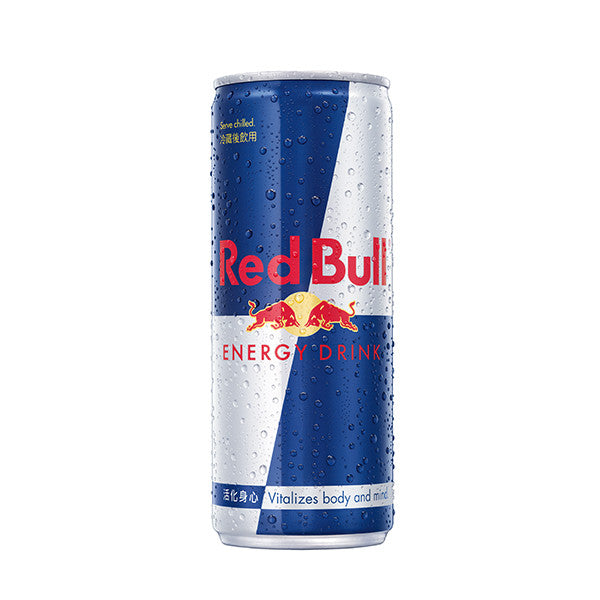 Serve chilled.
冷藏後飲用
Red Bull
ENERGY DRINK
活化身心 Vitalizes body and mind.